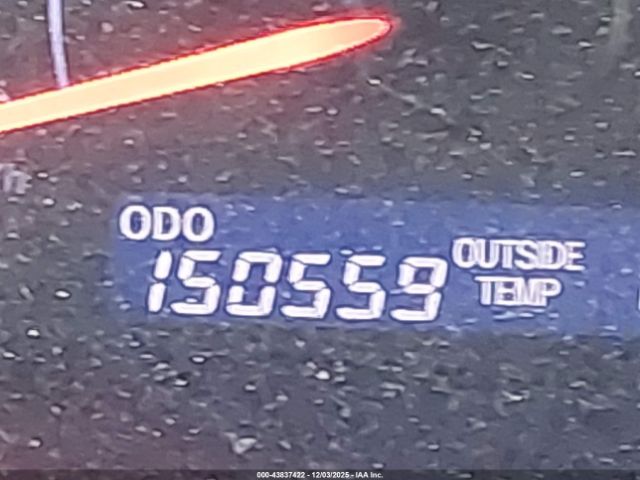 ODO
150559
OUTSIDE
TEMP
000-43837422 - 12/03/2025 - IAA Inc.